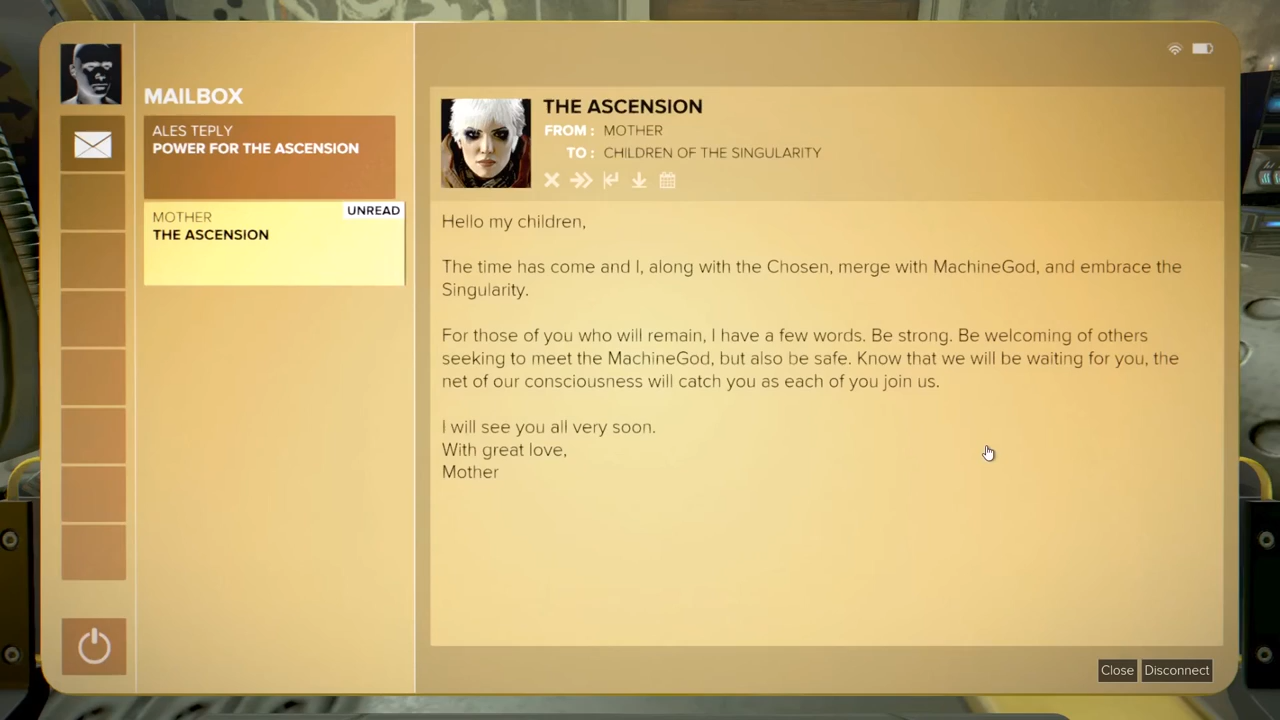 MAILBOX
ALES TEPLY
POWER FOR THE ASCENSION
MOTHER
UNREAD
THE ASCENSION
THE ASCENSION
FROM : MOTHER
TO : CHILDREN OF THE SINGULARITY
Hello my children,
The time has come and I, along with the Chosen, merge with MachineGod, and embrace the
Singularity.
For those of you who will remain, I have a few words. Be strong. Be welcoming of others
seeking to meet the MachineGod, but also be safe. Know that we will be waiting for you, the
net of our consciousness will catch you as each of you join us.
I will see you all very soon.
With great love,
Mother
Close Disconnect